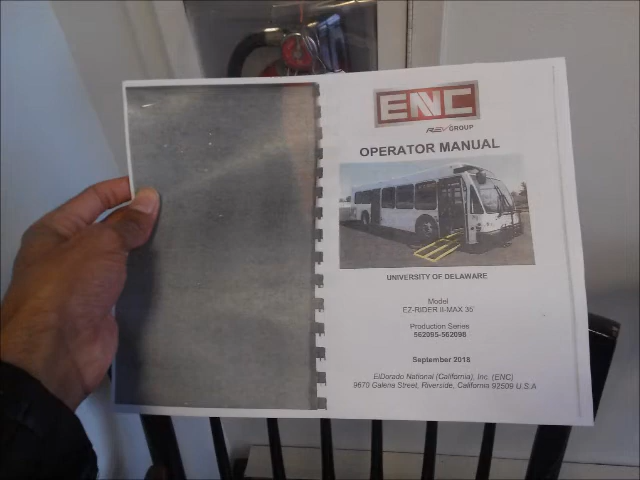 ENC
REV GROUP
OPERATOR MANUAL
UNIVERSITY OF DELAWARE
Model
EZ-RIDER II-MAX 35'
Production Series
562095-562098
September 2018
ElDorado National (California), Inc. (ENC)
9670 Galena Street, Riverside, California 92509 U.S.A